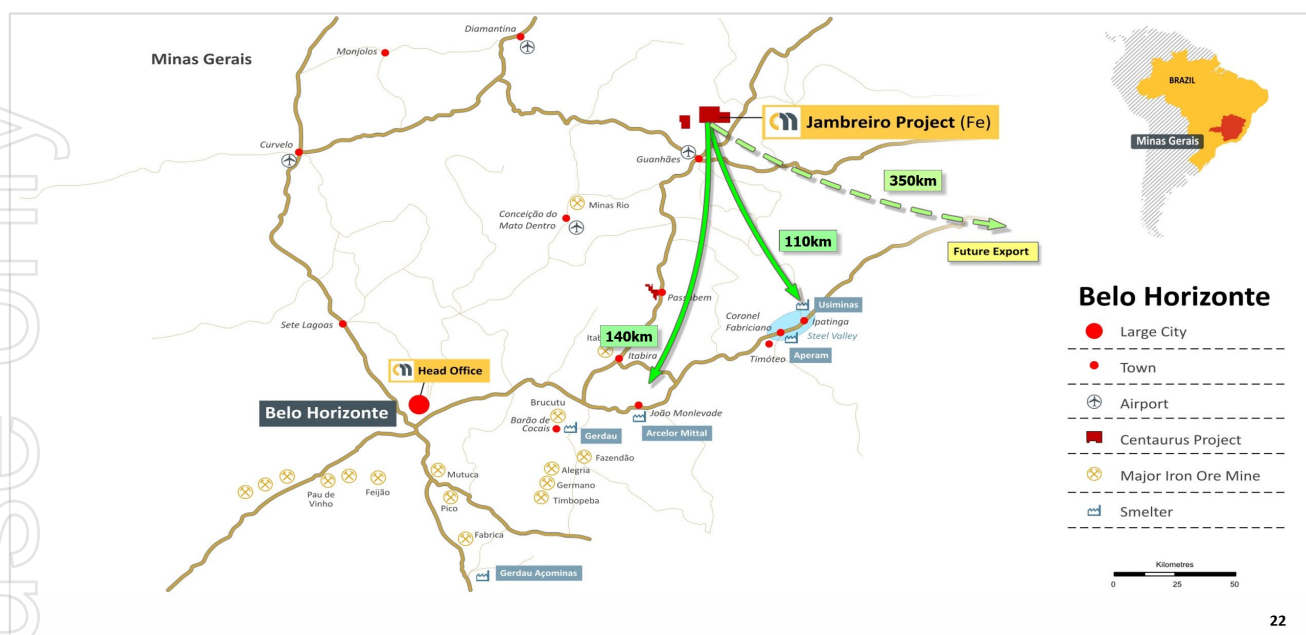 Minas Gerais
Diamantina
Monjolos
BRAZIL
Minas Gerais
Jambreiro Project (Fe)
Curvelo
Guanhães
350km
Minas Rio
Conceição do
Mato Dentro
110km
Future Export
Passabem
Usiminas
Coronel
Fabriciano
Ipatinga
Steel Valley
Sete Lagoas
140km
Itabira
Timóteo
Aperam
Head Office
Belo Horizonte
Brucutu
Barão de
Cocais
Gerdau
João Monlevade
Arcelor Mittal
Fazendão
Mutuca
Alegria
Germano
Timbopeba
Pau de
Vinho
Feijão
Pico
Fabrica
Gerdau Açominas
Belo Horizonte
Large City
Town
Airport
Centaurus Project
Major Iron Ore Mine
Smelter
Kilometres
0 25 50
22